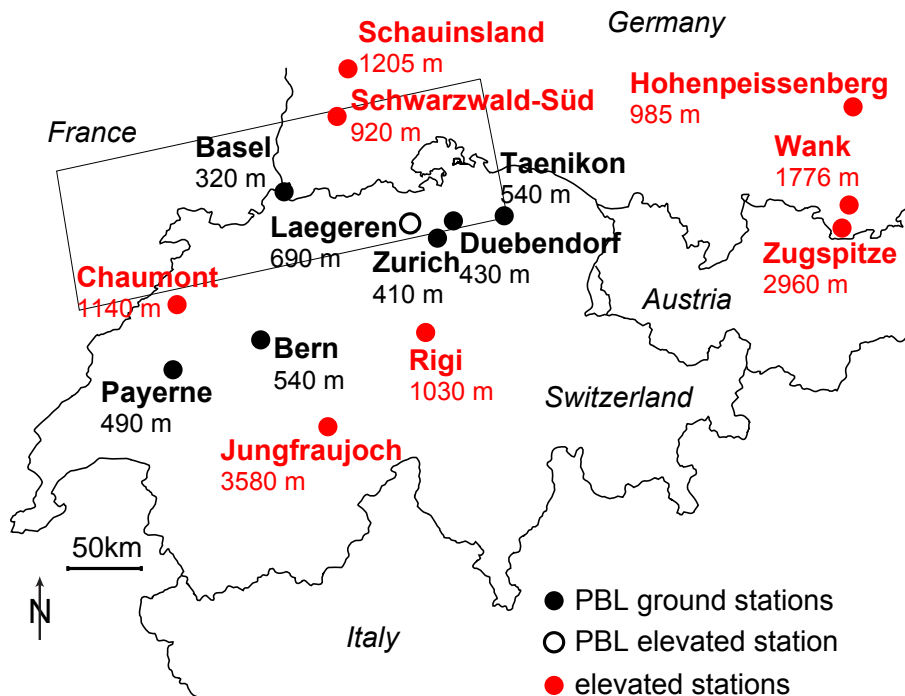 Schauinsland
1205 m
Germany
Schwarzwald-Süd
920 m
Hohenpeissenberg
985 m
France
Basel
320 m
Taenikon
540 m
Wank
1776 m
Laegeren
690 m
Zurich
410 m
Duebendorf
430 m
Zugspitze
2960 m
Chaumont
1140 m
Austria
Bern
540 m
Rigi
1030 m
Payerne
490 m
Switzerland
Jungfraujoch
3580 m
50km
N
Italy
PBL ground stations
PBL elevated station
elevated stations